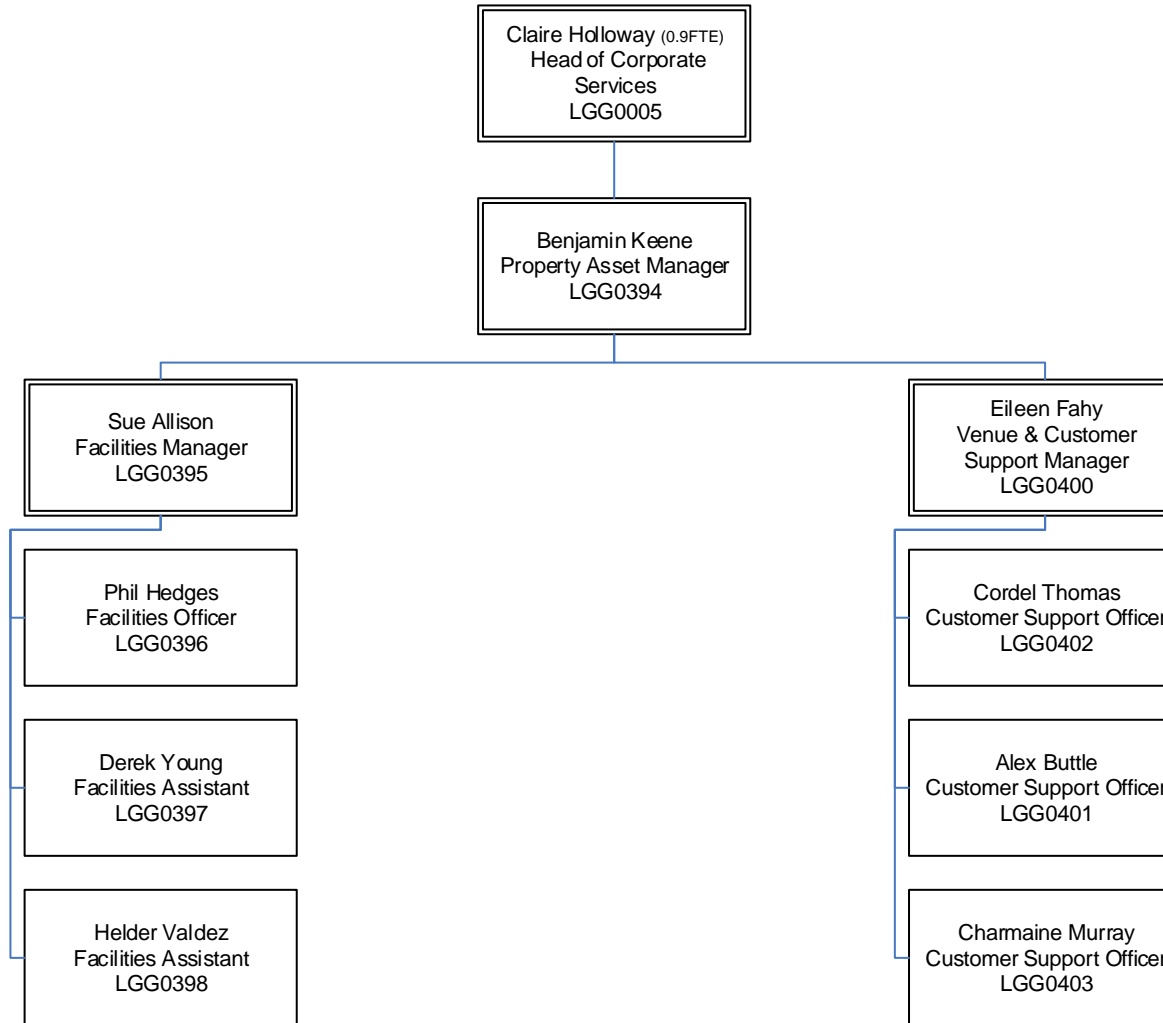 Claire Holloway (0.9FTE)
Head of Corporate
Services
LGG0005
Benjamin Keene
Property Asset Manager
LGG0394
Sue Allison
Facilities Manager
LGG0395
Eileen Fahy
Venue & Customer
Support Manager
LGG0400
Phil Hedges
Facilities Officer
LGG0396
Cordel Thomas
Customer Support Officer
LGG0402
Derek Young
Facilities Assistant
LGG0397
Alex Buttle
Customer Support Officer
LGG0401
Helder Valdez
Facilities Assistant
LGG0398
Charmaine Murray
Customer Support Officer
LGG0403